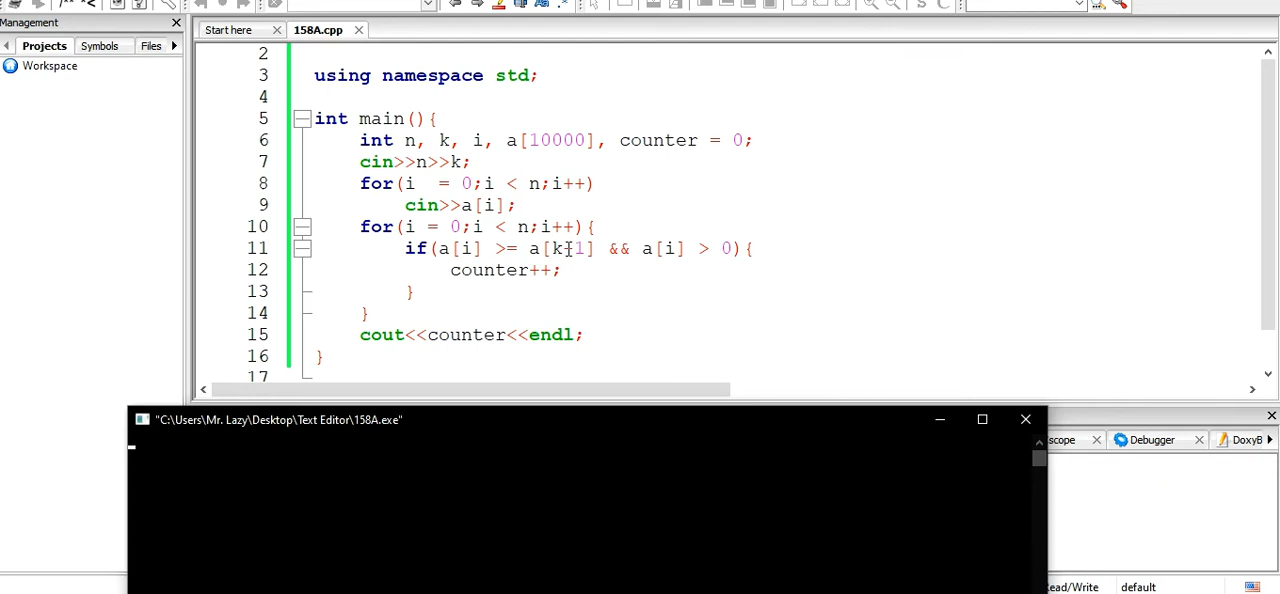 Management
Start here
158A.cpp
Projects
Symbols
Files
Workspace
2
3 using namespace std;
4
5 int main(){
6 int n, k, i, a[10000], counter = 0;
7 cin>>n>>k;
8 for(i  = 0;i < n;i++)
9 cin>>a[i];
10 for(i = 0;i < n;i++){
11 if(a[i] >= a[k-1] && a[i] > 0){
12 counter++;
13 }
14 }
15 cout<<counter<<endl;
16 }
17
"C:\Users\Mr. Lazy\Desktop\Text Editor\158A.exe"
scope
Debugger
DoxyB
Read/Write
default